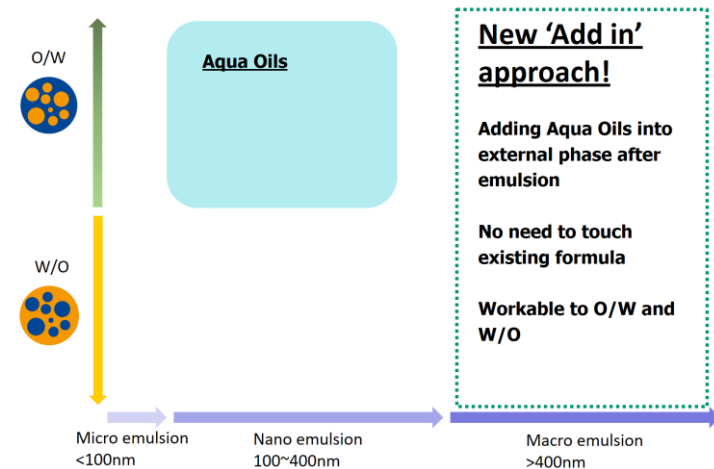 O/W
Aqua Oils
New 'Add in'
approach!
Adding Aqua Oils into
external phase after
emulsion
No need to touch
existing formula
Workable to O/W and
W/O
W/O
Micro emulsion
<100nm
Nano emulsion
100~400nm
Macro emulsion
>400nm